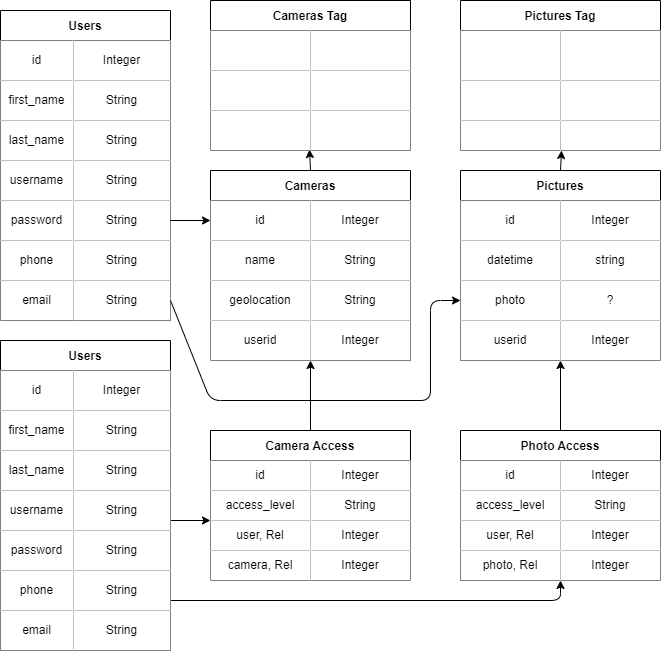 Users
id Integer
first_name String
last_name String
username String
password String
phone String
email String
Cameras Tag
Pictures Tag
Cameras
id Integer
name String
geolocation String
userid Integer
Pictures
id Integer
datetime string
photo ?
userid Integer
Users
id Integer
first_name String
last_name String
username String
password String
phone String
email String
Camera Access
id Integer
access_level String
user, Rel Integer
camera, Rel Integer
Photo Access
id Integer
access_level String
user, Rel Integer
photo, Rel Integer